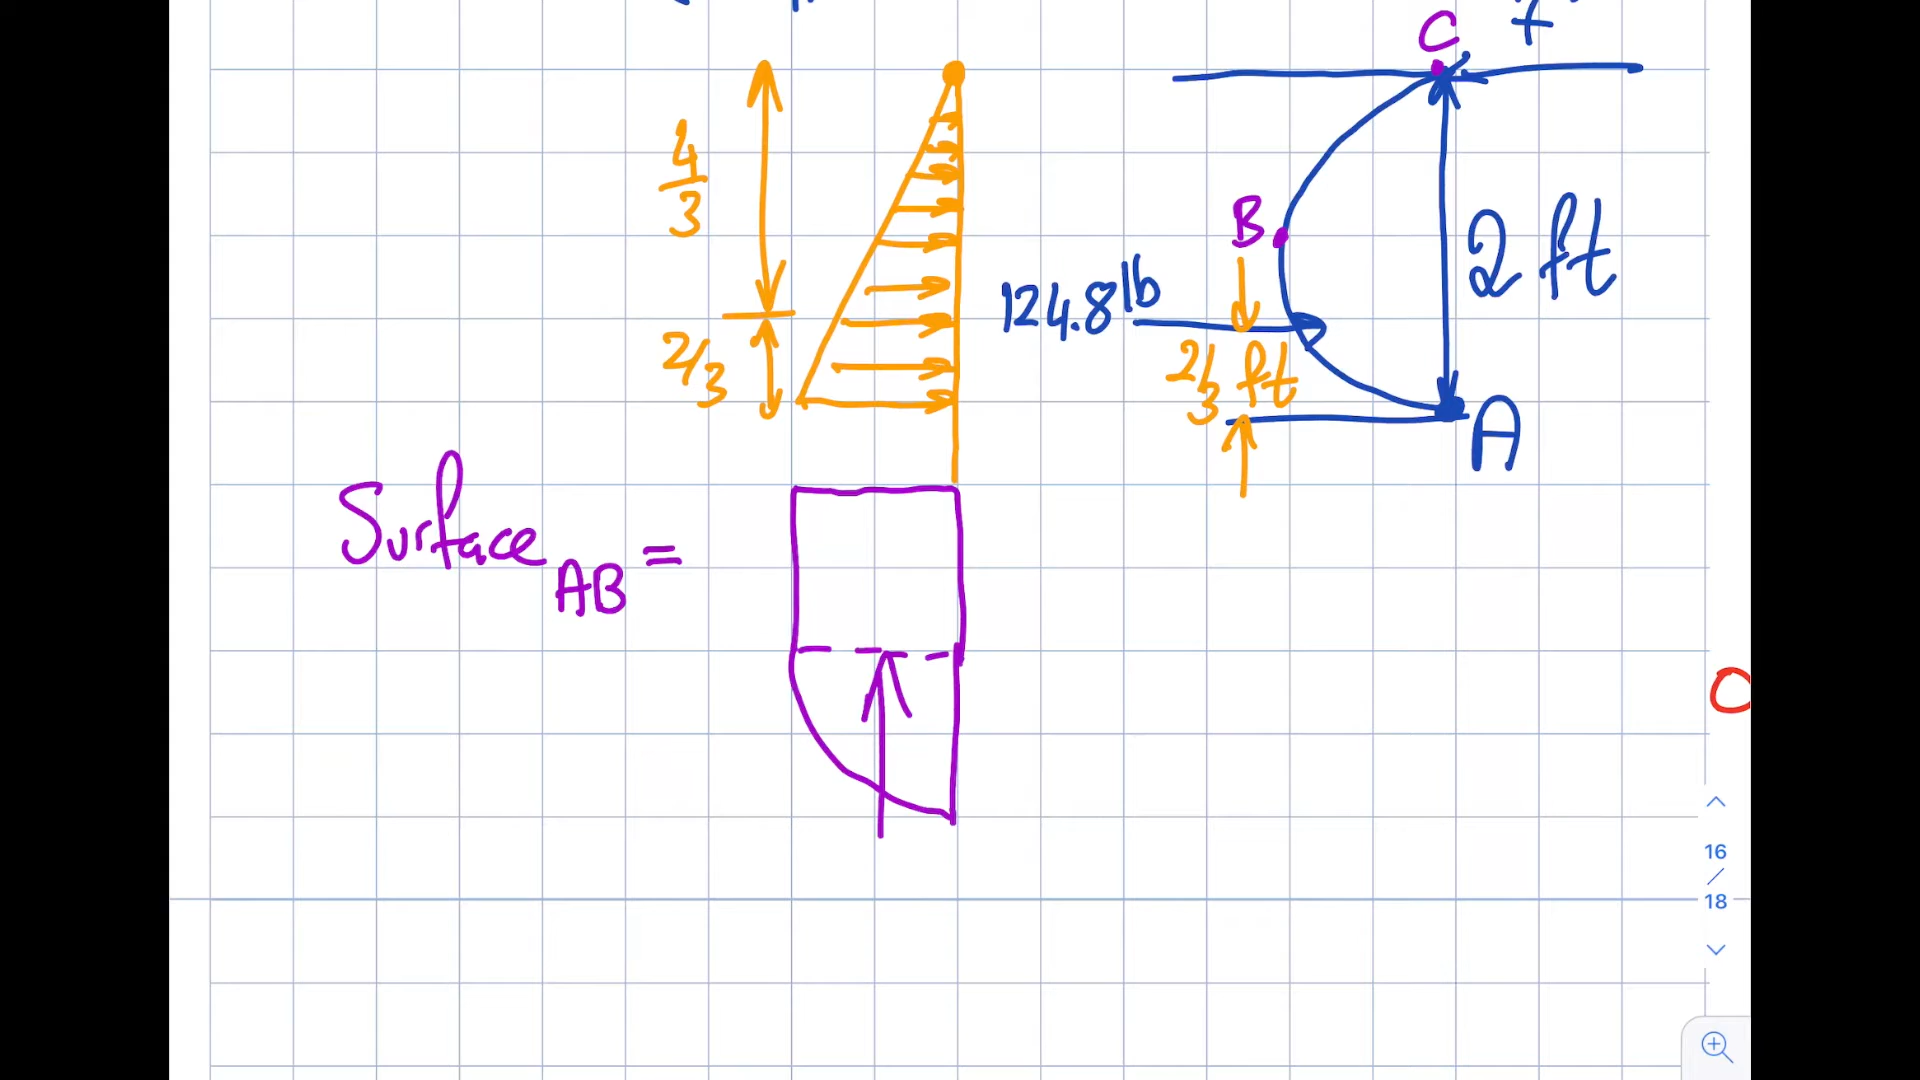 C
4/3
B
2 ft
124.8 lb
2/3
2/3 ft
A
Surface AB =
16
/
18